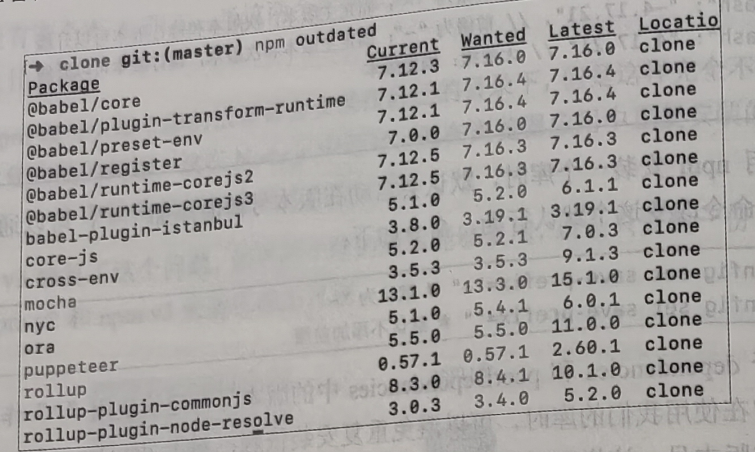 ➜ clone git:(master) npm outdated
Package Current Wanted Latest Locatio
@babel/core 7.12.3 7.16.0 7.16.0 clone
@babel/plugin-transform-runtime 7.12.1 7.16.4 7.16.4 clone
@babel/preset-env 7.12.1 7.16.4 7.16.4 clone
@babel/register 7.0.0 7.16.0 7.16.0 clone
@babel/runtime-corejs2 7.12.5 7.16.3 7.16.3 clone
@babel/runtime-corejs3 7.12.5 7.16.3 7.16.3 clone
babel-plugin-istanbul 5.1.0 5.2.0 6.1.1 clone
core-js 3.8.0 3.19.1 3.19.1 clone
cross-env 5.2.0 5.2.1 7.0.3 clone
mocha 3.5.3 3.5.3 9.1.3 clone
nyc 13.1.0 13.3.0 15.1.0 clone
ora 5.1.0 5.4.1 6.0.1 clone
puppeteer 5.5.0 5.5.0 11.0.0 clone
rollup 0.57.1 0.57.1 2.60.1 clone
rollup-plugin-commonjs 8.3.0 8.4.1 10.1.0 clone
rollup-plugin-node-resolve 3.0.3 3.4.0 5.2.0 clone